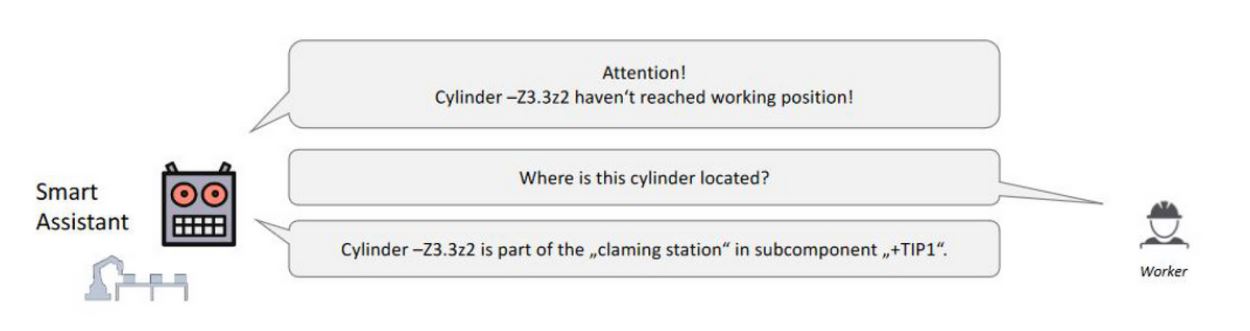 Attention!
Cylinder –Z3.3z2 haven‘t reached working position!
Where is this cylinder located?
Smart
Assistant
Cylinder –Z3.3z2 is part of the „claming station“ in subcomponent „+TIP1“.
Worker